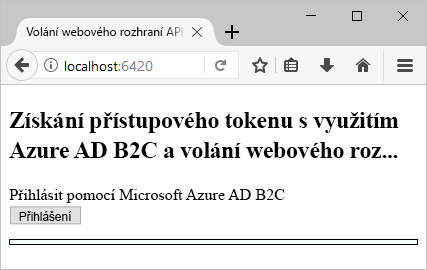 Volání webového rozhraní API
localhost:6420
Získání přístupového tokenu s využitím
Azure AD B2C a volání webového roz...
Přihlásit pomocí Microsoft Azure AD B2C
Přihlášení